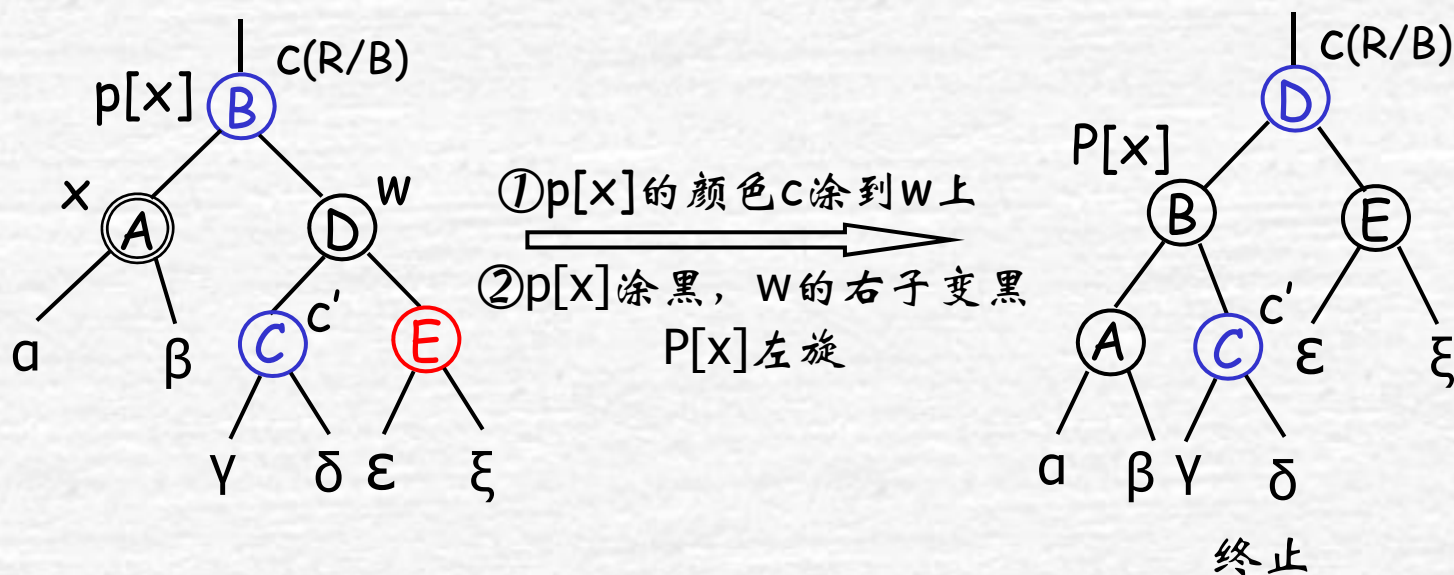 c(R/B)
p[x]
B
x
A
D
w
α
β
C
c'
E
γ
δ
ε
ξ
①p[x]的颜色c涂到w上
②p[x]涂黑，w的右子变黑
P[x]左旋
c(R/B)
D
P[x]
B
E
A
C
c'
ε
ξ
α
β
γ
δ
终止